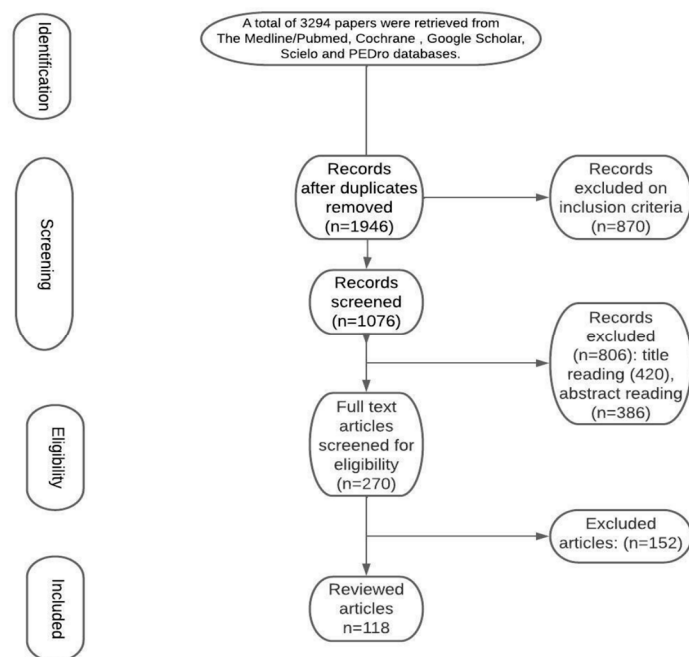 Identification
A total of 3294 papers were retrieved from
The Medline/Pubmed, Cochrane , Google Scholar,
Scielo and PEDro databases.
Screening
Records
after duplicates
removed
(n=1946)
Records
excluded on
inclusion criteria
(n=870)
Records
screened
(n=1076)
Records
excluded
(n=806): title
reading (420),
abstract reading
(n=386)
Eligibility
Full text
articles
screened for
eligibility
(n=270)
Excluded
articles: (n=152)
Included
Reviewed
articles
n=118